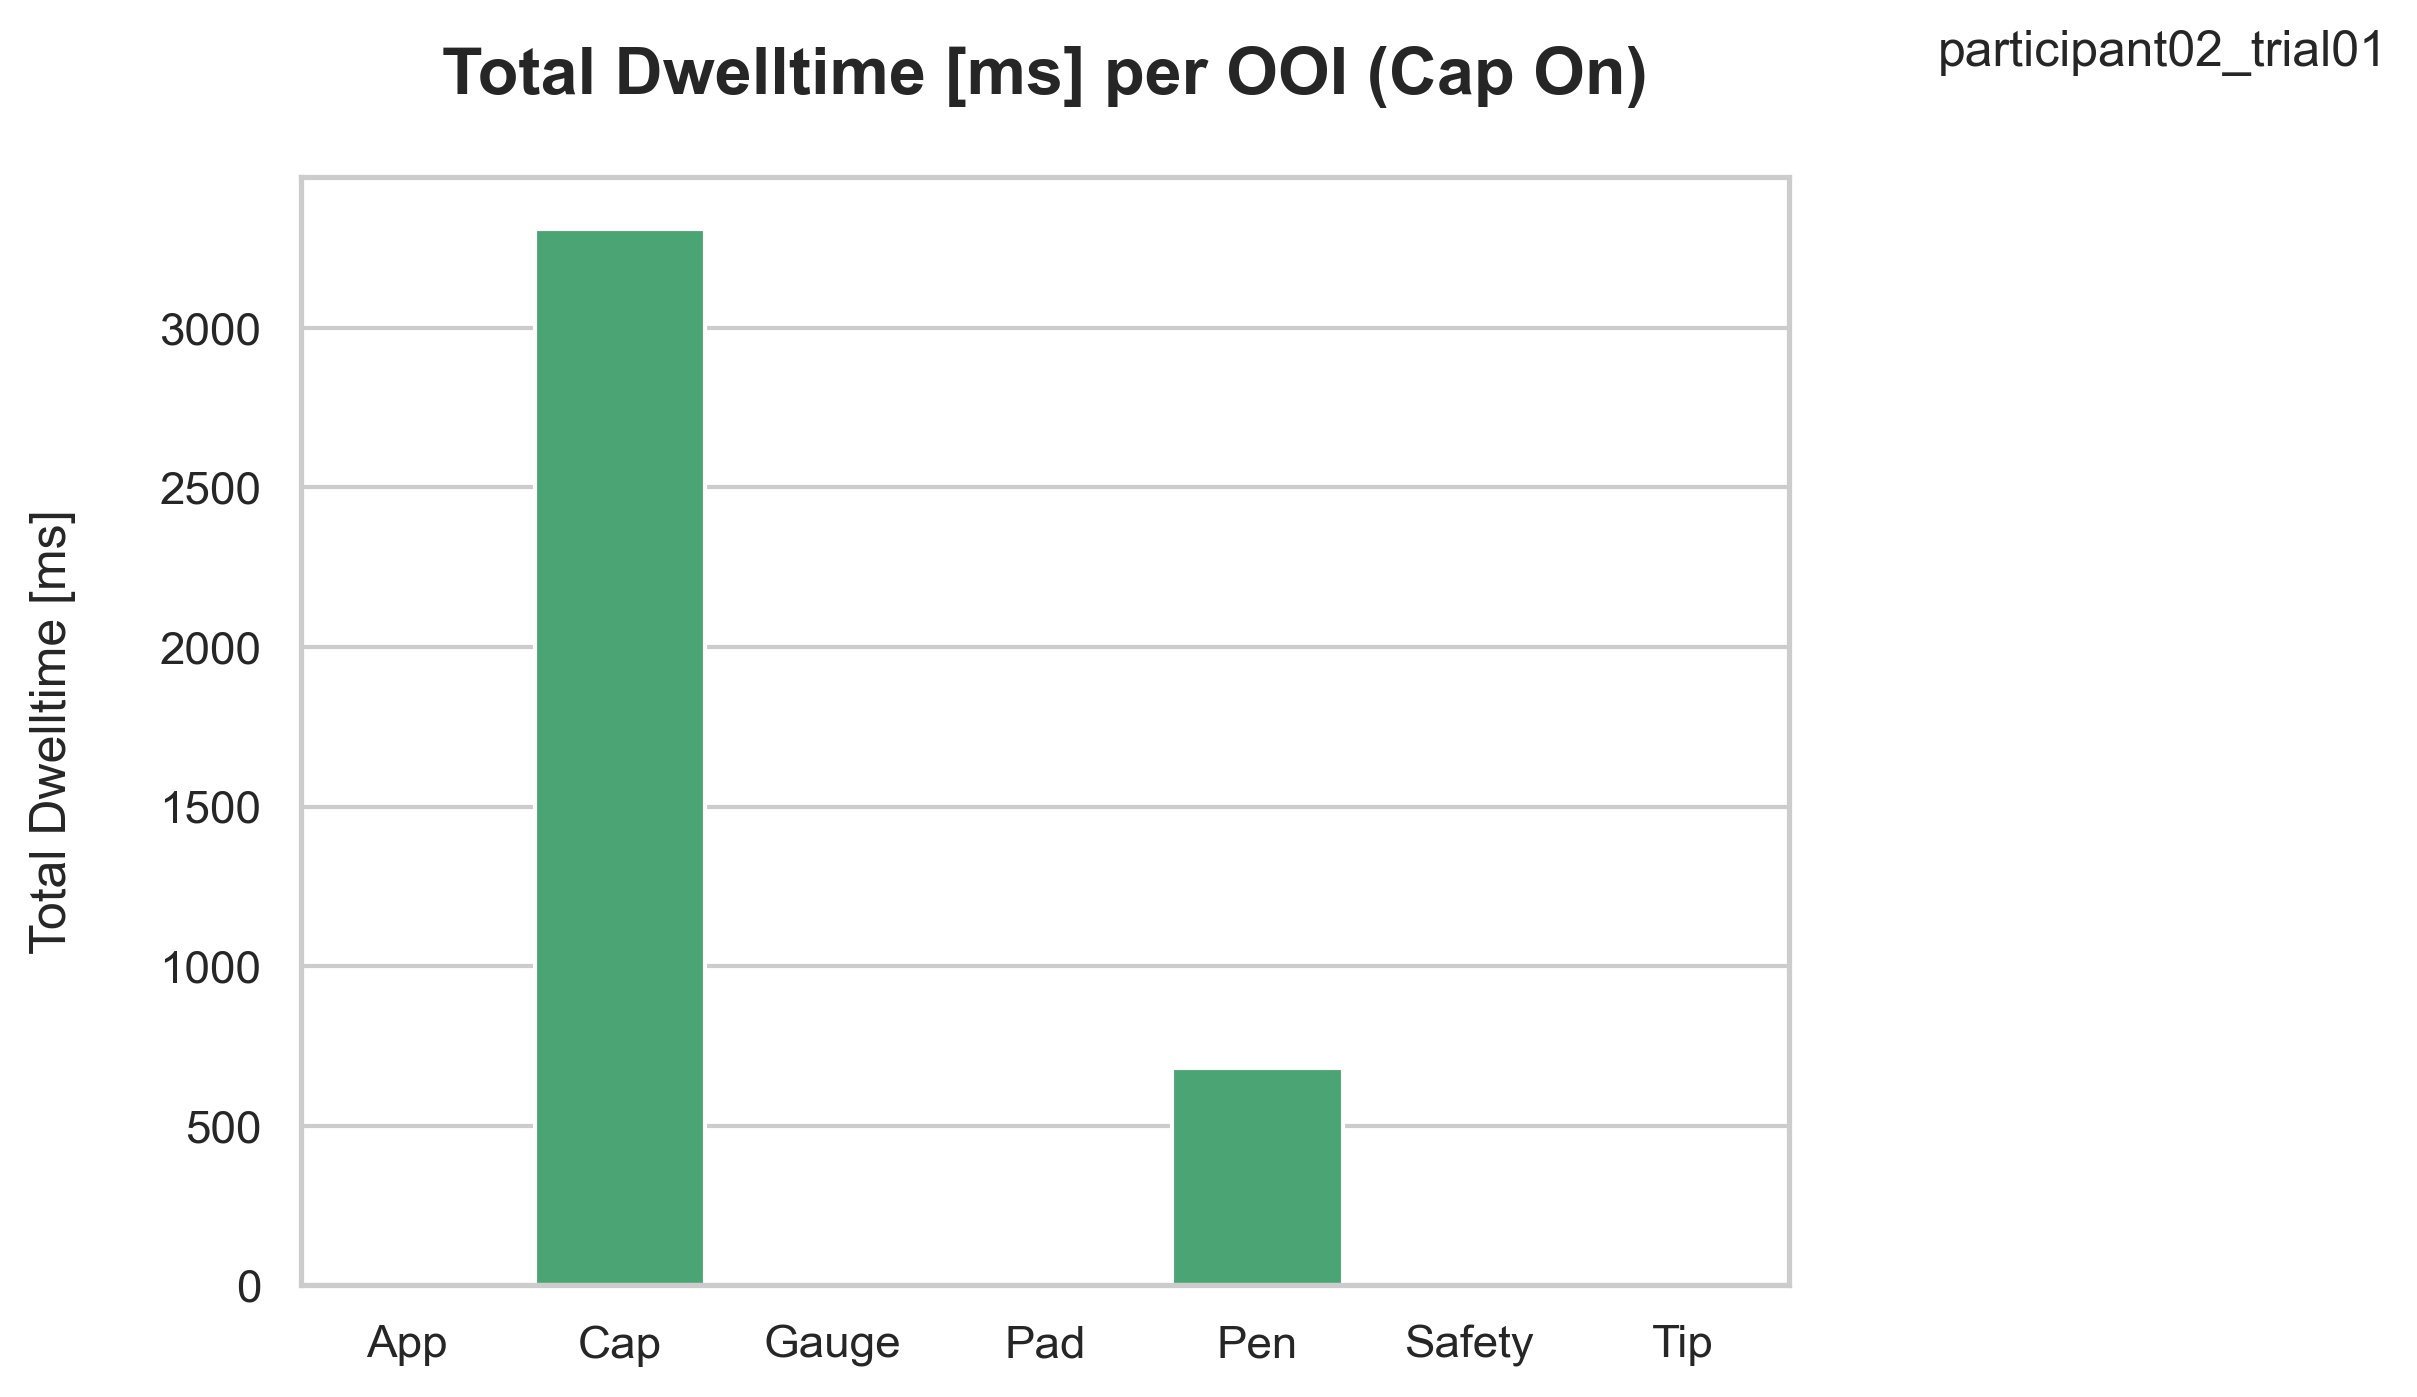 Total Dwelltime [ms] per OOI (Cap On)
participant02_trial01
Total Dwelltime [ms]
3000
2500
2000
1500
1000
500
0
App Cap Gauge Pad Pen Safety Tip